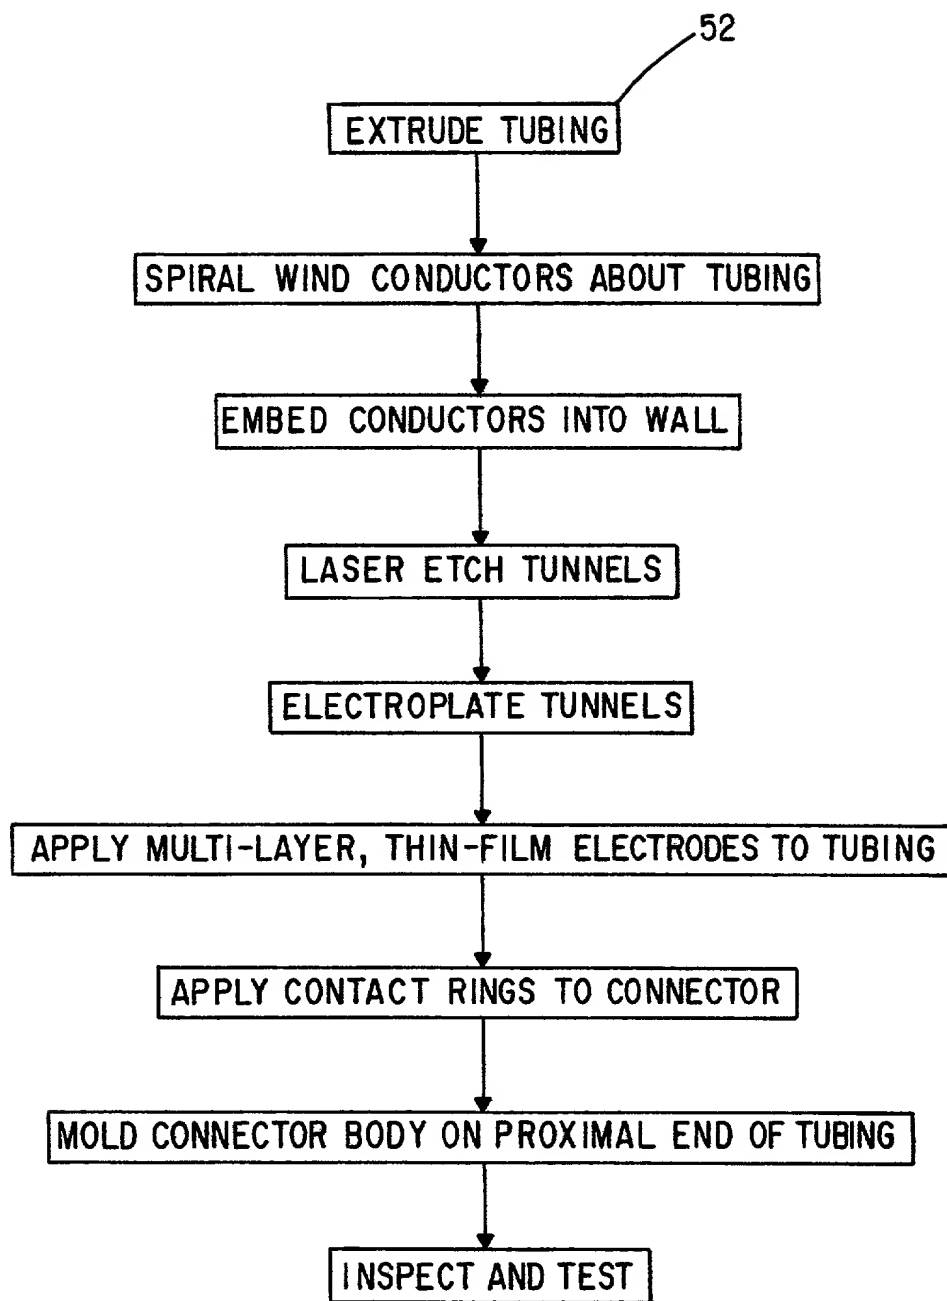 52
EXTRUDE TUBING
SPIRAL WIND CONDUCTORS ABOUT TUBING
EMBED CONDUCTORS INTO WALL
LASER ETCH TUNNELS
ELECTROPLATE TUNNELS
APPLY MULTI-LAYER, THIN-FILM ELECTRODES TO TUBING
APPLY CONTACT RINGS TO CONNECTOR
MOLD CONNECTOR BODY ON PROXIMAL END OF TUBING
INSPECT AND TEST